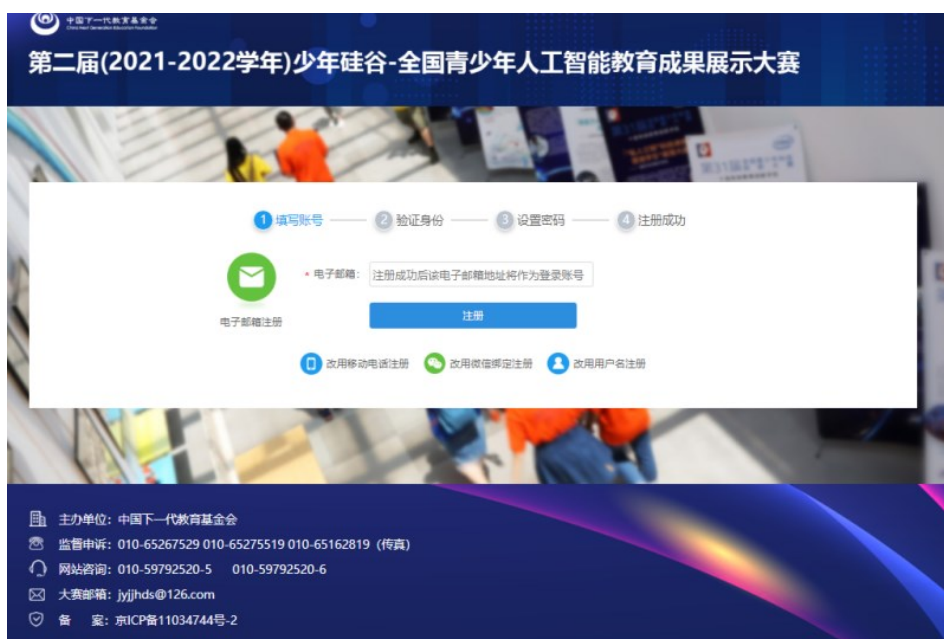 中国下一代教育基金会
China Next Generation Education Foundation
第二届(2021-2022学年)少年硅谷-全国青少年人工智能教育成果展示大赛
1 填写账号
2 验证身份
3 设置密码
4 注册成功
* 电子邮箱: 注册成功后该电子邮箱地址将作为登录账号
电子邮箱注册
注册
改用移动电话注册
改用微信绑定注册
改用用户名注册
主办单位: 中国下一代教育基金会
监督申诉: 010-65267529 010-65275519 010-65162819 (传真)
网站咨询: 010-59792520-5 010-59792520-6
大赛邮箱: jyjjhds@126.com
备 案: 京ICP备11034744号-2